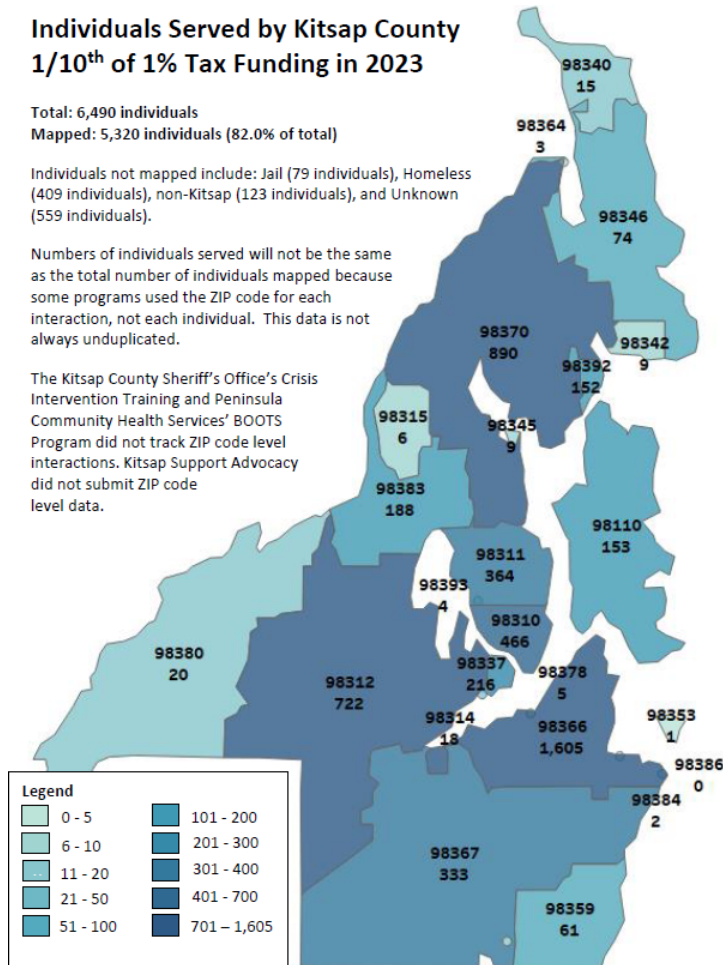 Individuals Served by Kitsap County
1/10th of 1% Tax Funding in 2023
Total: 6,490 individuals
Mapped: 5,320 individuals (82.0% of total)
Individuals not mapped include: Jail (79 individuals), Homeless
(409 individuals), non-Kitsap (123 individuals), and Unknown
(559 individuals).
Numbers of individuals served will not be the same
as the total number of individuals mapped because
some programs used the ZIP code for each
interaction, not each individual.  This data is not
always unduplicated.
The Kitsap County Sheriff's Office's Crisis
Intervention Training and Peninsula
Community Health Services' BOOTS
Program did not track ZIP code level
interactions. Kitsap Support Advocacy
did not submit ZIP code
level data.
98340
15
98364
3
98346
74
98370
890
98342
9
98392
152
98315
6
98345
9
98383
188
98110
153
98311
364
98393
4
98310
466
98380
20
98312
722
98337
216
98378
5
98314
18
98366
1,605
98353
1
98386
0
98384
2
98367
333
98359
61
Legend
0 - 5
6 - 10
11 - 20
21 - 50
51 - 100
101 - 200
201 - 300
301 - 400
401 - 700
701 – 1,605